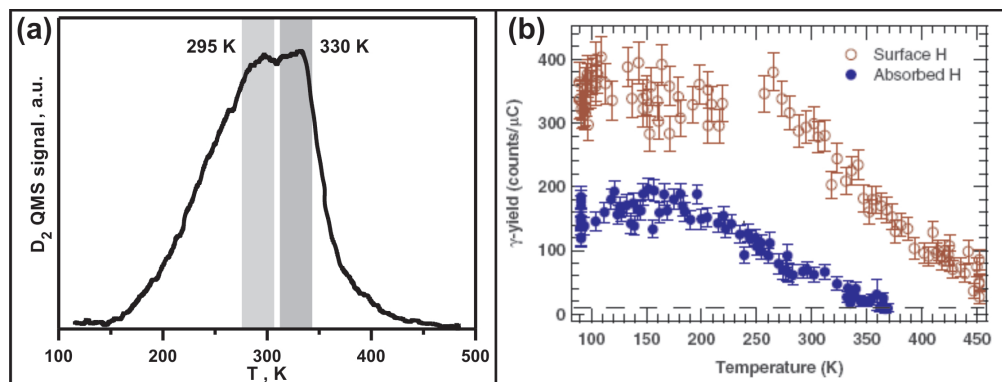 (a)
295 K
330 K
D2 QMS signal, a.u.
100 200 300 400 500
T , K
(b)
Surface H
Absorbed H
γ-yield (counts/μC)
400
300
200
100
0
100 150 200 250 300 350 400 450
Temperature (K)